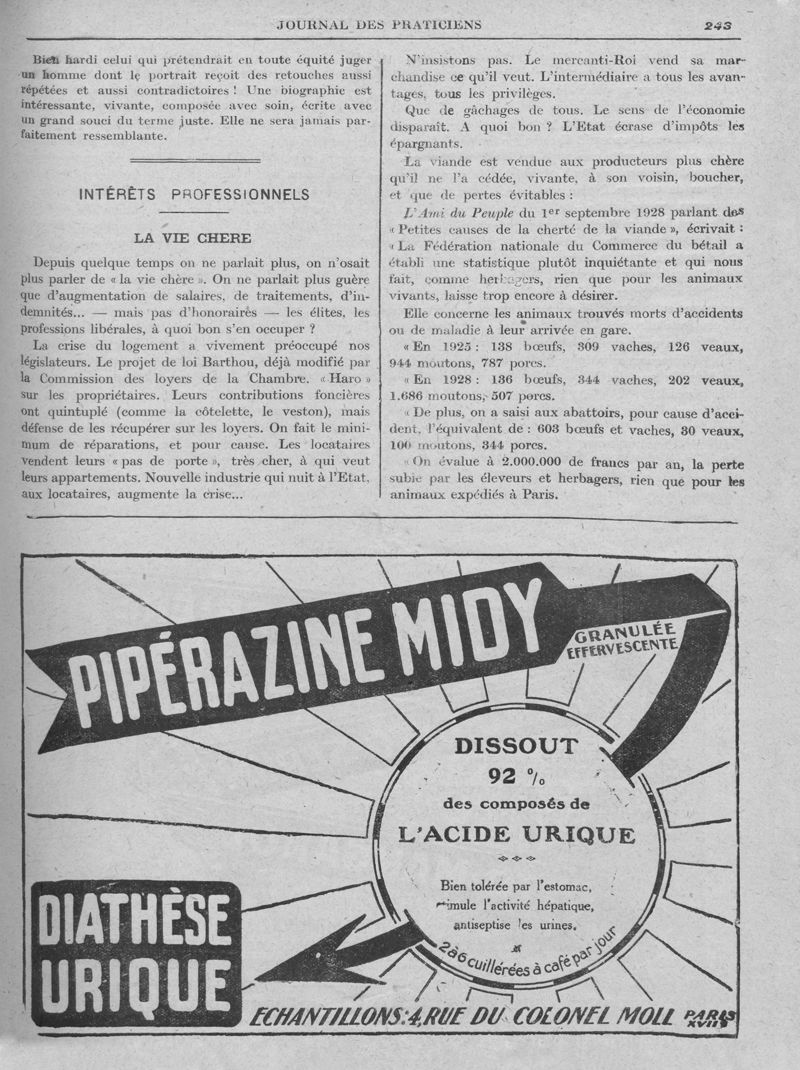 JOURNAL DES PRATICIENS 243
Bien hardi celui qui prétendrait en toute équité juger
un homme dont le portrait reçoit des retouches aussi
répétées et aussi contradictoires ! Une biographie est
intéressante, vivante, composée avec soin, écrite avec
un grand souci du terme juste. Elle ne sera jamais par-
faitement ressemblante.
INTÉRÊTS PROFESSIONNELS
LA VIE CHERE
Depuis quelque temps on ne parlait plus, on n'osait
plus parler de « la vie chère ». On ne parlait plus guère
que d'augmentation de salaires, de traitements, d'in-
demnités... — mais pas d'honorairès — les élites, les
professions libérales, à quoi bon s'en occuper ?
La crise du logement a vivement préoccupé nos
législateurs. Le projet de loi Barthou, déjà modifié par
la Commission des loyers de la Chambre. « Haro »
sur les propriétaires. Leurs contributions foncières
ont quintuplé (comme la côtelette, le veston), mais
défense de les récupérer sur les loyers. On fait le mini-
mum de réparations, et pour cause. Les locataires
vendent leurs « pas de porte », très cher, à qui veut
leurs appartements. Nouvelle industrie qui nuit à l'Etat,
aux locataires, augmente la crise...
N'insistons pas. Le mercanti-Roi vend sa mar-
chandise ce qu'il veut. L'intermédiaire a tous les avan-
tages, tous les privilèges.
Que de gâchages de tous. Le sens de l'économie
disparaît. A quoi bon ? L'Etat écrase d'impôts les
épargnants.
La viande est vendue aux producteurs plus chère
qu'il ne l'a cédée, vivante, à son voisin, boucher,
et que de pertes évitables :
L'Ami du Peuple du 1er septembre 1928 parlant des
« Petites causes de la cherté de la viande », écrivait :
« La Fédération nationale du Commerce du bétail a
établi une statistique plutôt inquiétante et qui nous
fait, comme herbagers, rien que pour les animaux
vivants, laisse trop encore à désirer.
Elle concerne les animaux trouvés morts d'accidents
ou de maladie à leur arrivée en gare.
« En 1925 : 138 bœufs, 309 vaches, 126 veaux,
944 moutons, 787 porcs.
« En 1928 : 136 bœufs, 344 vaches, 202 veaux,
1.686 moutons, 507 porcs.
« De plus, on a saisi aux abattoirs, pour cause d'acci-
dent, l'équivalent de : 603 bœufs et vaches, 30 veaux,
100 moutons, 344 porcs.
« On évalue à 2.000.000 de francs par an, la perte
subie par les éleveurs et herbagers, rien que pour les
animaux expédiés à Paris.
PIPÉRAZINE MIDY
GRANULÉE
EFFERVESCENTE
DISSOUT
92 %
des composés de
L'ACIDE URIQUE
Bien tolérée par l'estomac,
stimule l'activité hépatique,
antiseptise les urines.
2 à 6 cuillérées à café par jour
DIATHÈSE
URIQUE
ECHANTILLONS: 4, RUE DU COLONEL MOLL PARIS
XVIIe